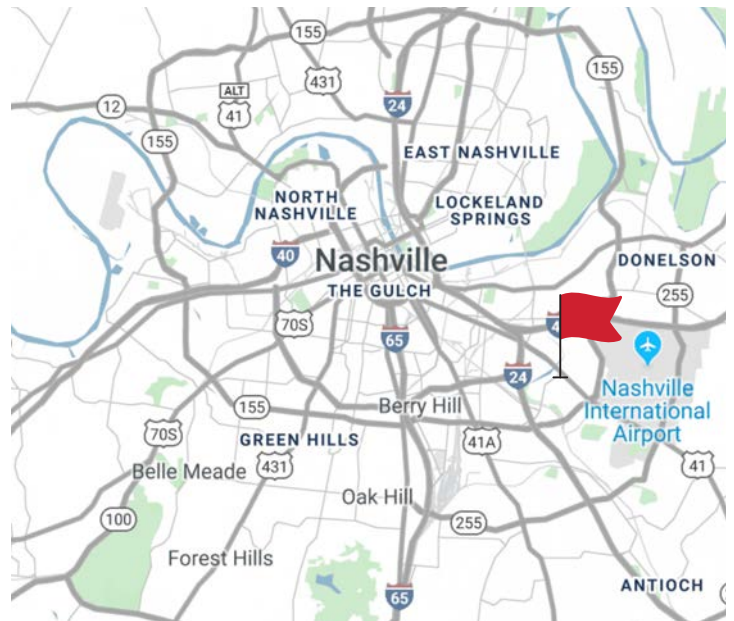 155
431
155
24
12
ALT
41
155
EAST NASHVILLE
NORTH
NASHVILLE
LOCKELAND
SPRINGS
40
Nashville
DONELSON
THE GULCH
255
70S
65
24
Nashville
International
Airport
155
Berry Hill
70S
GREEN HILLS
41A
431
41
Belle Meade
Oak Hill
100
255
Forest Hills
ANTIOCH
65